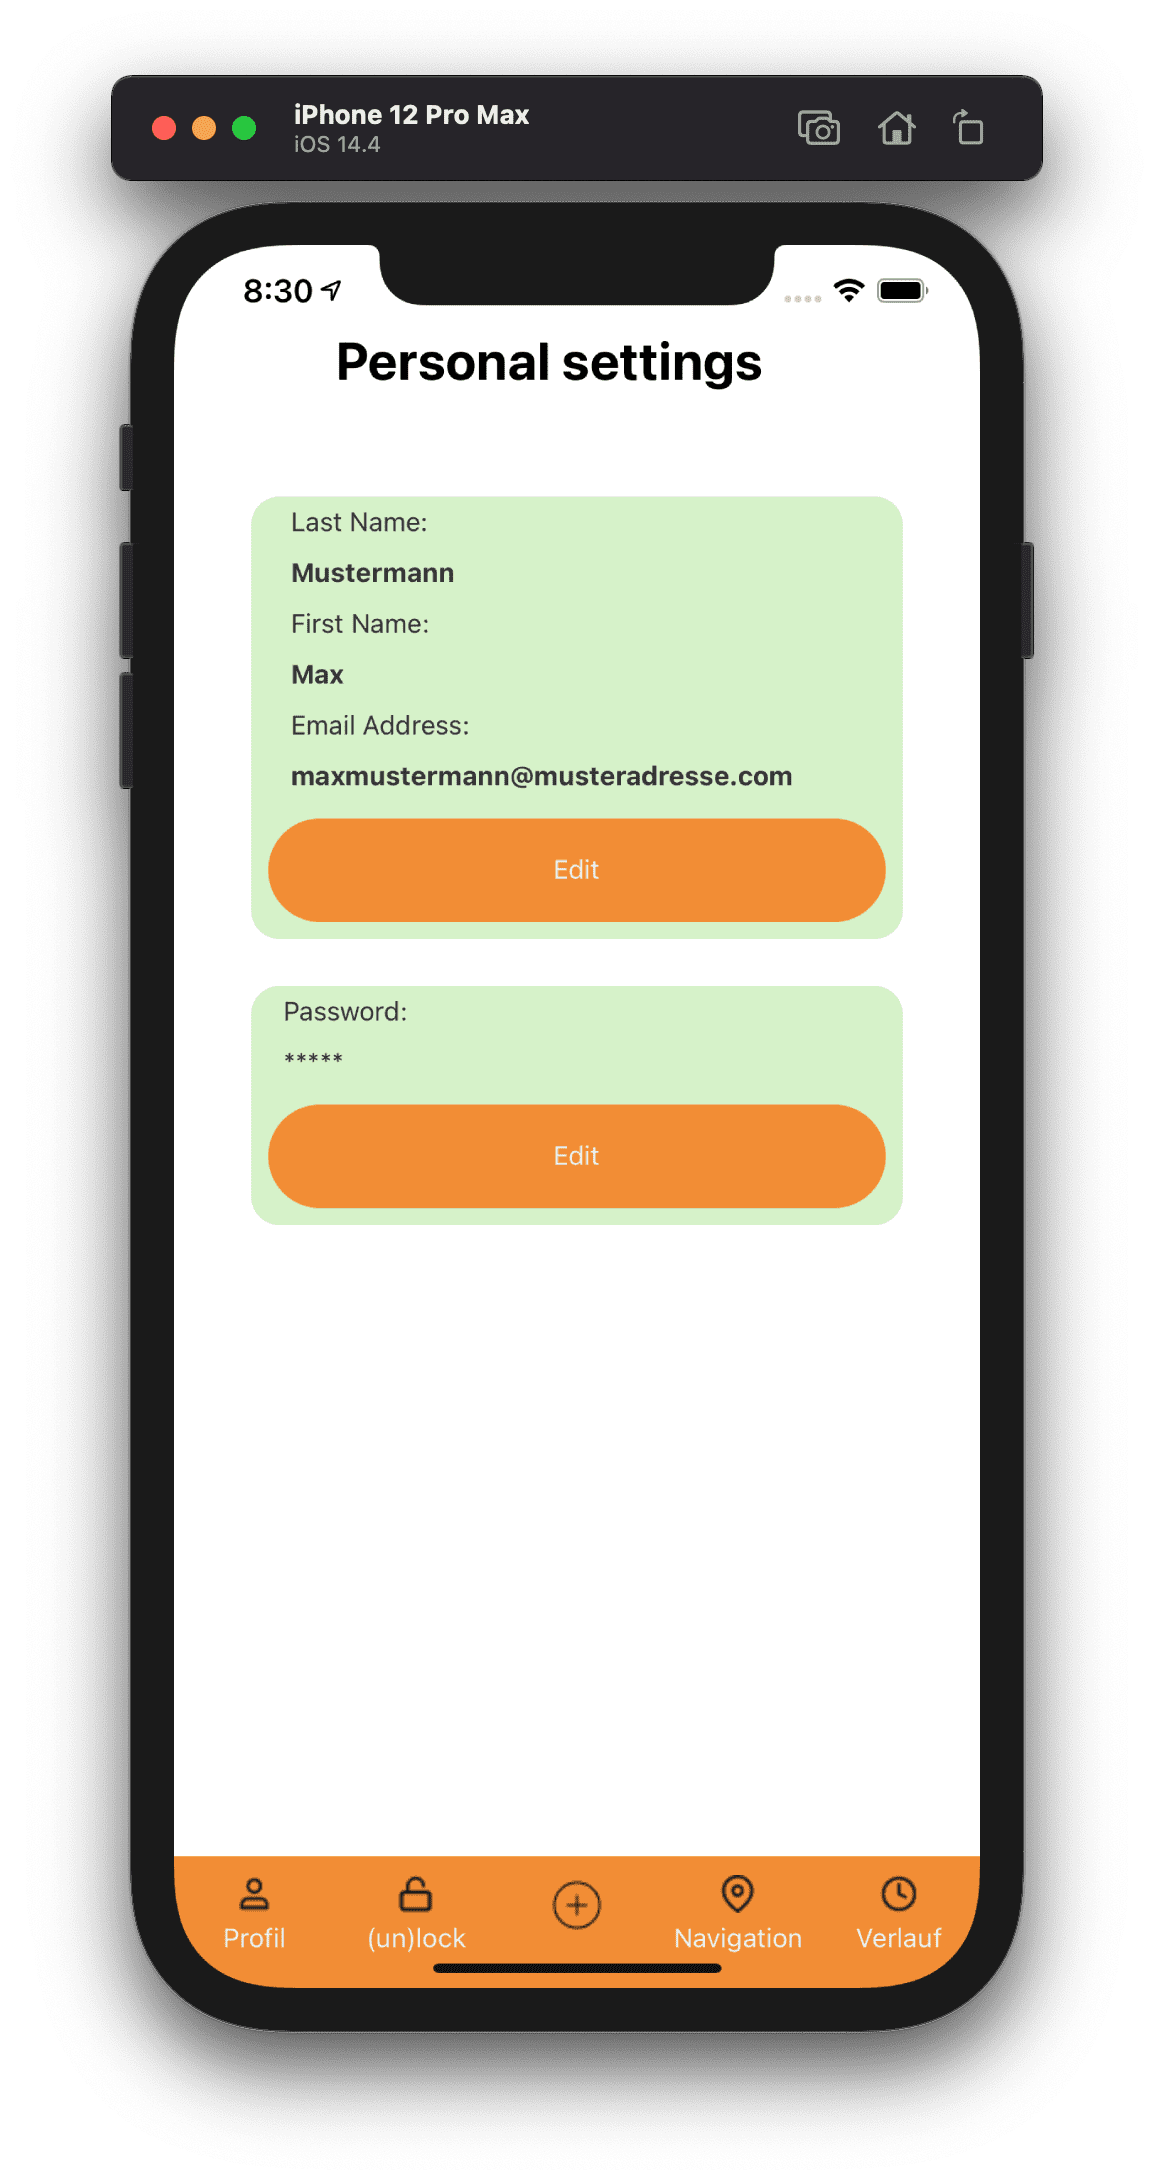 iPhone 12 Pro Max
iOS 14.4
8:30
Personal settings
Last Name:
Mustermann
First Name:
Max
Email Address:
maxmustermann@musteradresse.com
Edit
Password:
*****
Edit
Profil (un)lock Navigation Verlauf